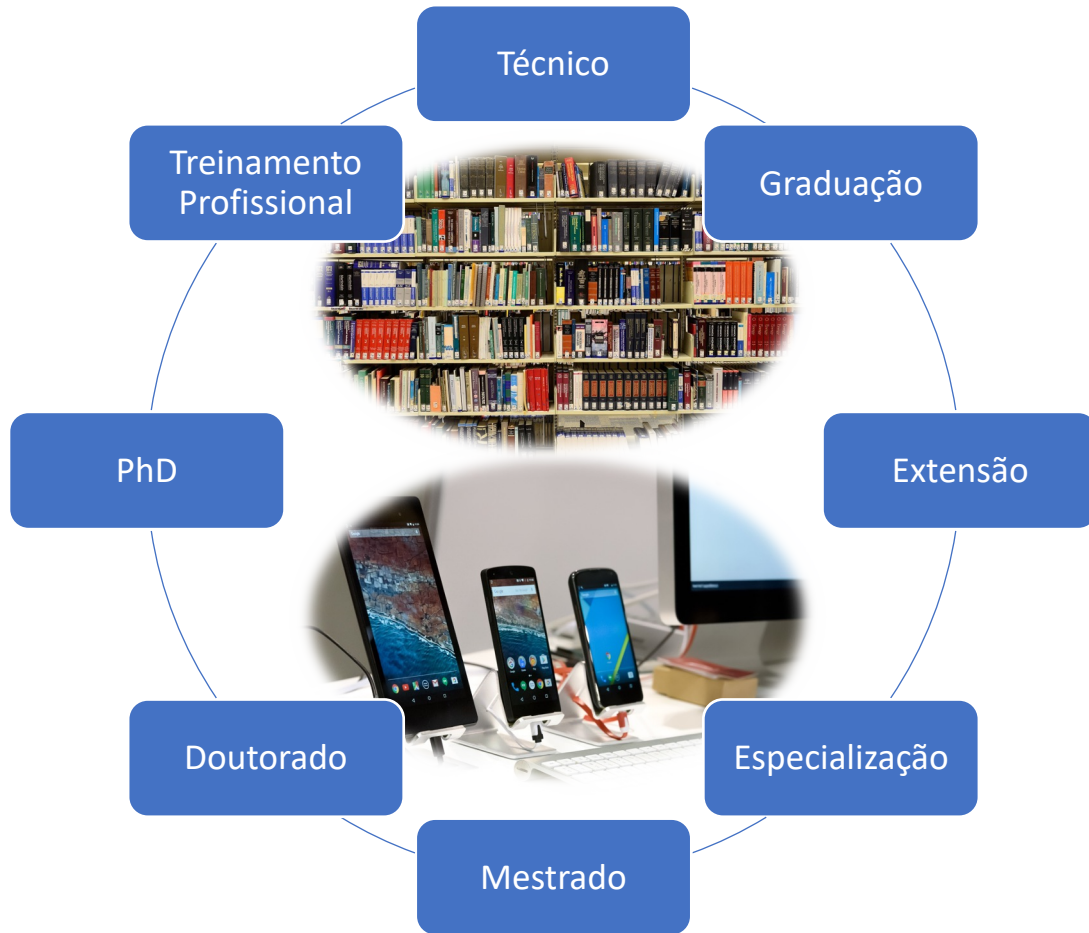 Técnico
Graduação
Extensão
Especialização
Mestrado
Doutorado
PhD
Treinamento
Profissional